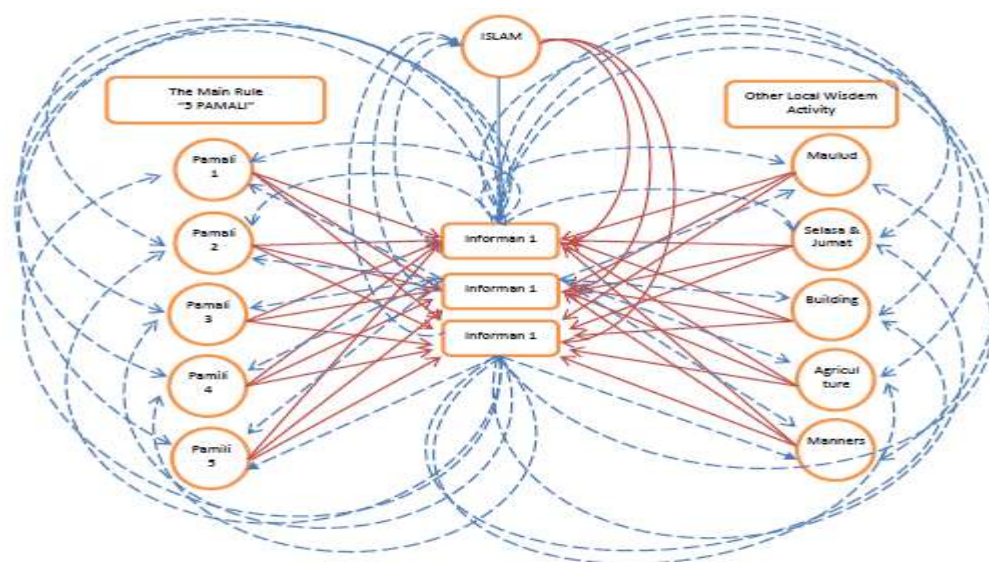 ISLAM
The Main Rule
"5 PAMALI"
Other Local Wisdem
Activity
Pamali
1
Pamali
2
Pamali
3
Pamili
4
Pamili
5
Informan 1
Informan 1
Informan 1
Maulud
Selasa &
Jumat
Building
Agricul
ture
Manners